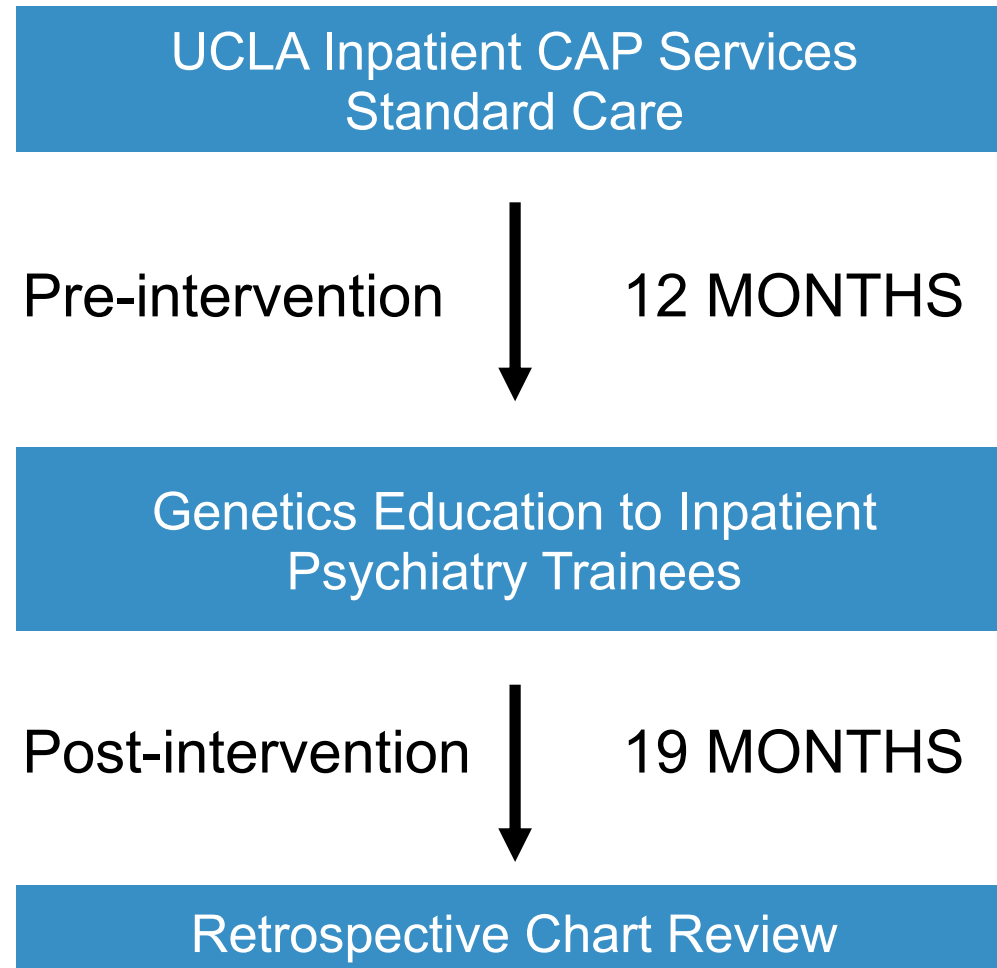 UCLA Inpatient CAP Services
Standard Care
Pre-intervention 12 MONTHS
Genetics Education to Inpatient
Psychiatry Trainees
Post-intervention 19 MONTHS
Retrospective Chart Review